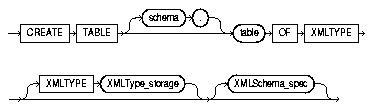 schema .
CREATE TABLE table OF XMLTYPE
XMLTYPE XMLType_storage XMLSchema_spec